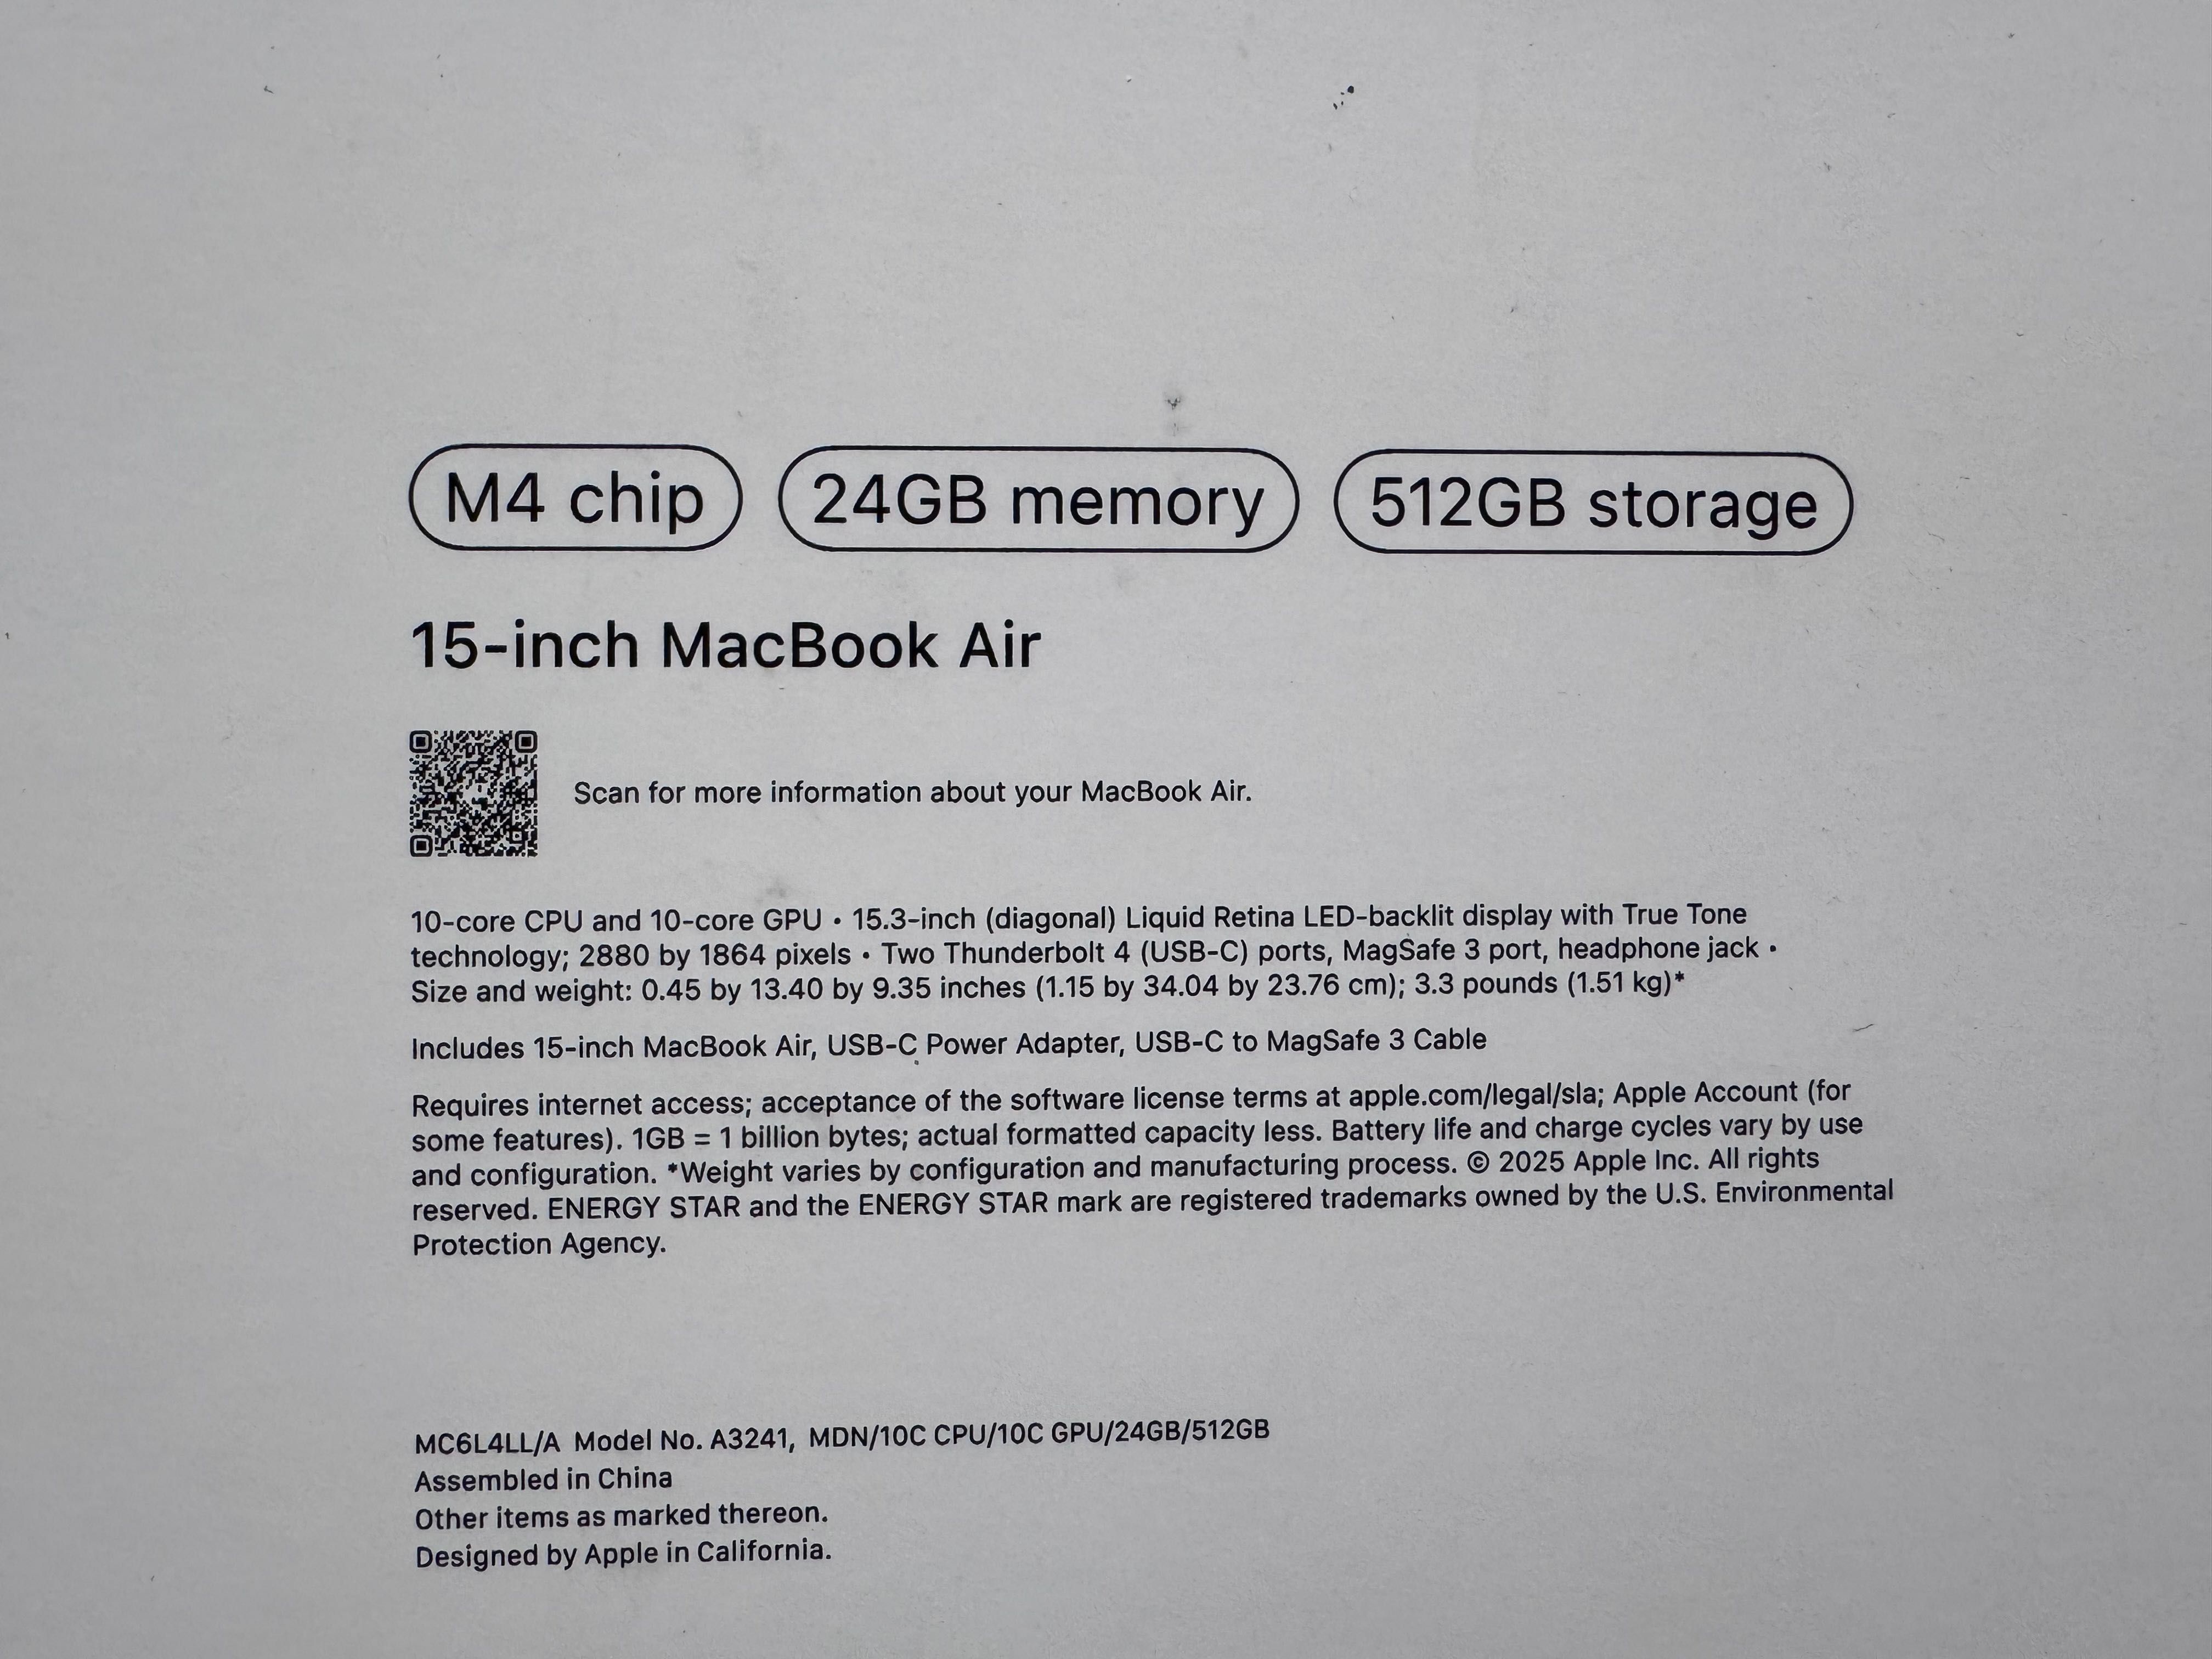 M4 chip 24GB memory 512GB storage
15-inch MacBook Air
Scan for more information about your MacBook Air.
10-core CPU and 10-core GPU • 15.3-inch (diagonal) Liquid Retina LED-backlit display with True Tone
technology; 2880 by 1864 pixels • Two Thunderbolt 4 (USB-C) ports, MagSafe 3 port, headphone jack •
Size and weight: 0.45 by 13.40 by 9.35 inches (1.15 by 34.04 by 23.76 cm); 3.3 pounds (1.51 kg)*
Includes 15-inch MacBook Air, USB-C Power Adapter, USB-C to MagSafe 3 Cable
Requires internet access; acceptance of the software license terms at apple.com/legal/sla; Apple Account (for
some features). 1GB = 1 billion bytes; actual formatted capacity less. Battery life and charge cycles vary by use
and configuration. *Weight varies by configuration and manufacturing process. © 2025 Apple Inc. All rights
reserved. ENERGY STAR and the ENERGY STAR mark are registered trademarks owned by the U.S. Environmental
Protection Agency.
MC6L4LL/A Model No. A3241, MDN/10C CPU/10C GPU/24GB/512GB
Assembled in China
Other items as marked thereon.
Designed by Apple in California.